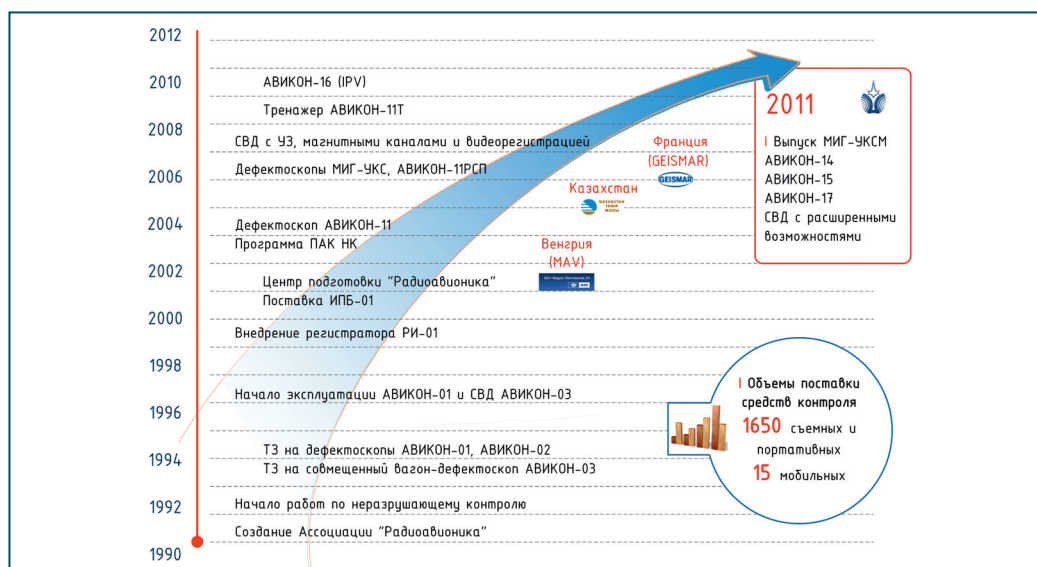 2012
2010
АВИКОН-16 (IPV)
Тренажер АВИКОН-11Т
2008
СВД с УЗ, магнитными каналами и видеорегистрацией
2006
Дефектоскопы МИГ-УКС, АВИКОН-11РСП
2004
Дефектоскоп АВИКОН-11
Программа ПАК НК
2002
Центр подготовки "Радиоавионика"
Поставка ИПБ-01
2000
Внедрение регистратора РИ-01
1998
Начало эксплуатации АВИКОН-01 и СВД АВИКОН-03
1996
ТЗ на дефектоскопы АВИКОН-01, АВИКОН-02
1994
ТЗ на совмещенный вагон-дефектоскоп АВИКОН-03
1992
Начало работ по неразрушающему контролю
Создание Ассоциации "Радиоавионика"
1990
Франция
(GEISMAR)
GEISMAR
Казахстан
ҚАЗАҚСТАН
ТЕМІР
ЖОЛЫ
Венгрия
(MAV)
2011
| Выпуск МИГ-УКСМ
АВИКОН-14
АВИКОН-15
АВИКОН-17
СВД с расширенными
возможностями
| Объемы поставки
средств контроля
1650 съемных и
портативных
15 мобильных